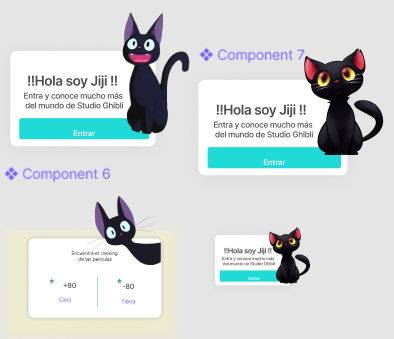 !!Hola soy Jiji !!
Entra y conoce mucho más
del mundo de Studio Ghibli
Entrar
Component 7
!!Hola soy Jiji !!
Entra y conoce mucho más
del mundo de Studio Ghibli
Entrar
Component 6
Encuentra el ranking
de las películas
+80
-80
Cielo
Tierra
!!Hola soy Jiji !!
Entra y conoce mucho más
del mundo de Studio Ghibli
Entrar